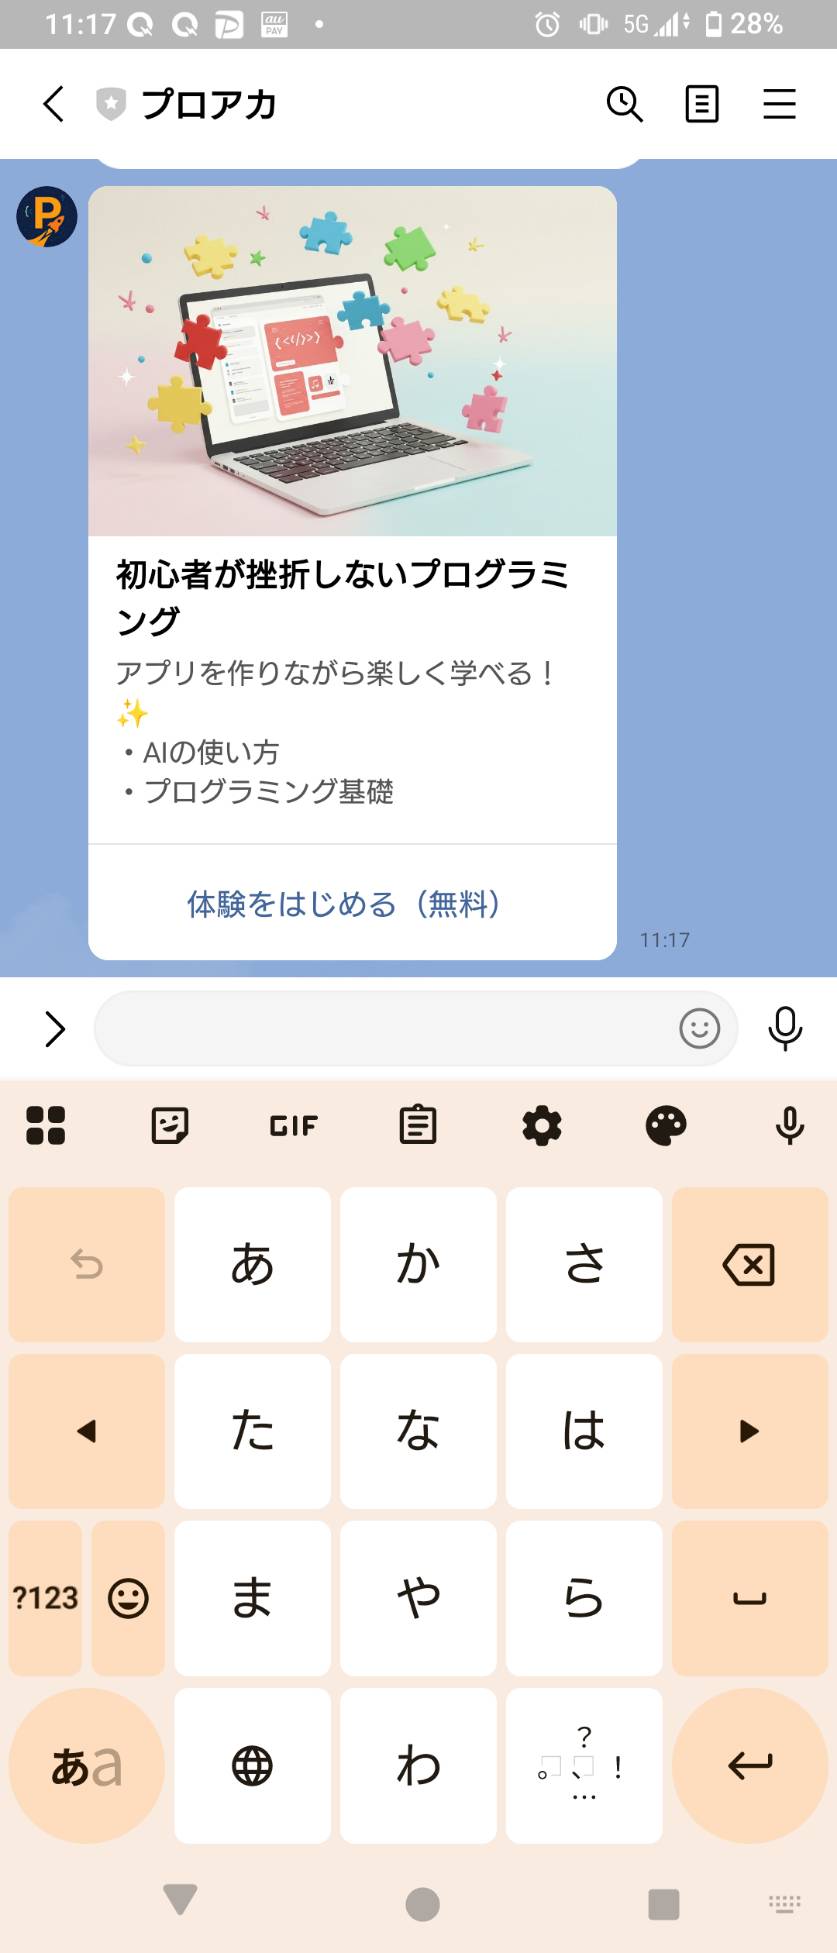 11:17
au
PAY
5G
28%
プロアカ
P
{<</>>}
初心者が挫折しないプログラミ
ング
アプリを作りながら楽しく学べる！
✨
・AIの使い方
・プログラミング基礎
体験をはじめる（無料）
11:17
GIF
あ
か
さ
た
な
は
?123
ま
や
ら
あa
わ
?
。、!
…